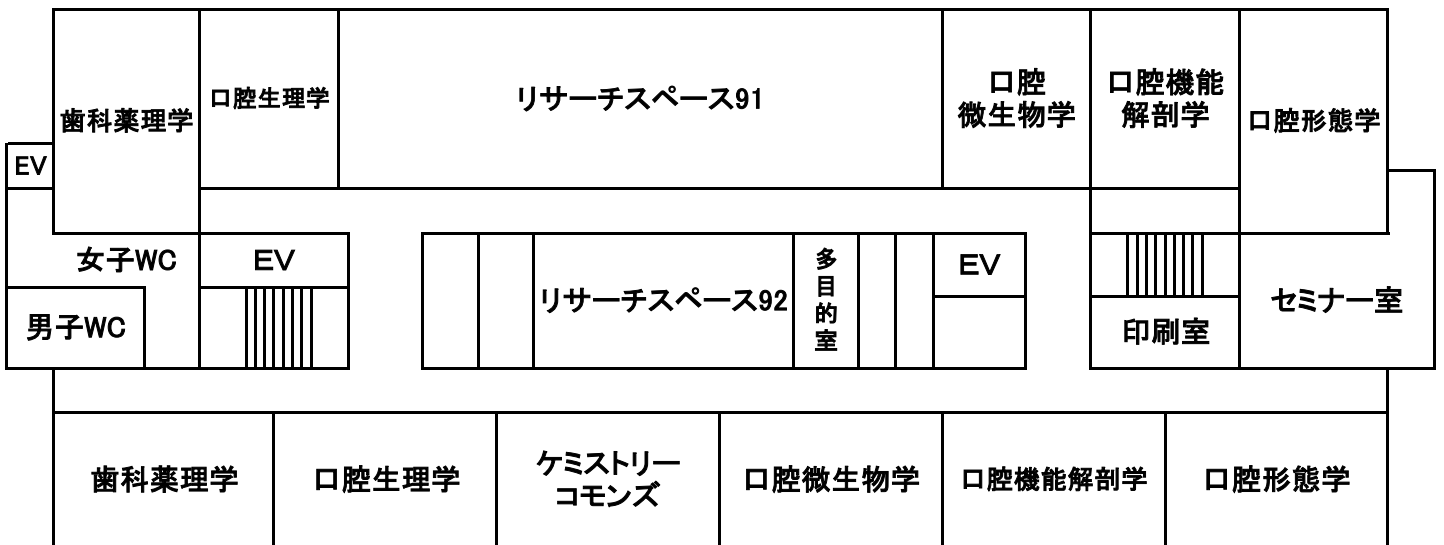 歯科薬理学
口腔生理学
リサーチスペース91
口腔
微生物学
口腔機能
解剖学
口腔形態学
EV
女子WC
男子WC
EV
リサーチスペース92
多目的室
EV
印刷室
セミナー室
歯科薬理学
口腔生理学
ケミストリー
コモンズ
口腔微生物学
口腔機能解剖学
口腔形態学